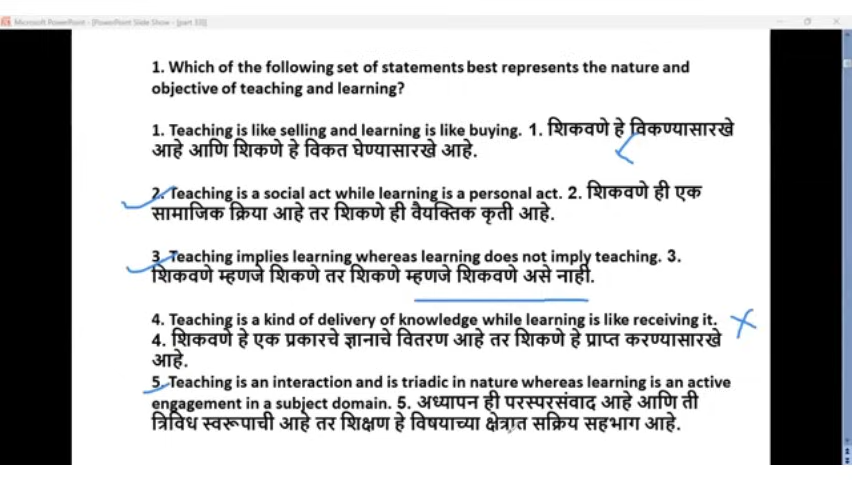 Microsoft PowerPoint - [PowerPoint Slide Show - [part 33]]
1. Which of the following set of statements best represents the nature and
objective of teaching and learning?
1. Teaching is like selling and learning is like buying. 1. शिकवणे हे विकण्यासारखे
आहे आणि शिकणे हे विकत घेण्यासारखे आहे.
2. Teaching is a social act while learning is a personal act. 2. शिकवणे ही एक
सामाजिक क्रिया आहे तर शिकणे ही वैयक्तिक कृती आहे.
3. Teaching implies learning whereas learning does not imply teaching. 3.
शिकवणे म्हणजे शिकणे तर शिकणे म्हणजे शिकवणे असे नाही.
4. Teaching is a kind of delivery of knowledge while learning is like receiving it.
4. शिकवणे हे एक प्रकारचे ज्ञानाचे वितरण आहे तर शिकणे हे प्राप्त करण्यासारखे
आहे.
5. Teaching is an interaction and is triadic in nature whereas learning is an active
engagement in a subject domain. 5. अध्यापन ही परस्परसंवाद आहे आणि ती
त्रिविध स्वरूपाची आहे तर शिक्षण हे विषयाच्या क्षेत्रात सक्रिय सहभाग आहे.